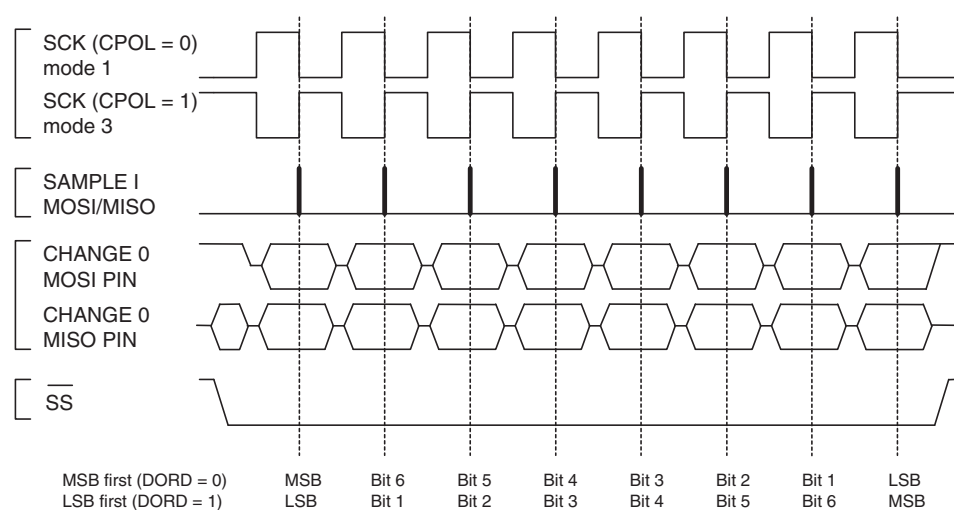 SCK (CPOL = 0)
mode 1
SCK (CPOL = 1)
mode 3
SAMPLE I
MOSI/MISO
CHANGE 0
MOSI PIN
CHANGE 0
MISO PIN
SS
MSB first (DORD = 0) MSB Bit 6 Bit 5 Bit 4 Bit 3 Bit 2 Bit 1 LSB
LSB first (DORD = 1) LSB Bit 1 Bit 2 Bit 3 Bit 4 Bit 5 Bit 6 MSB